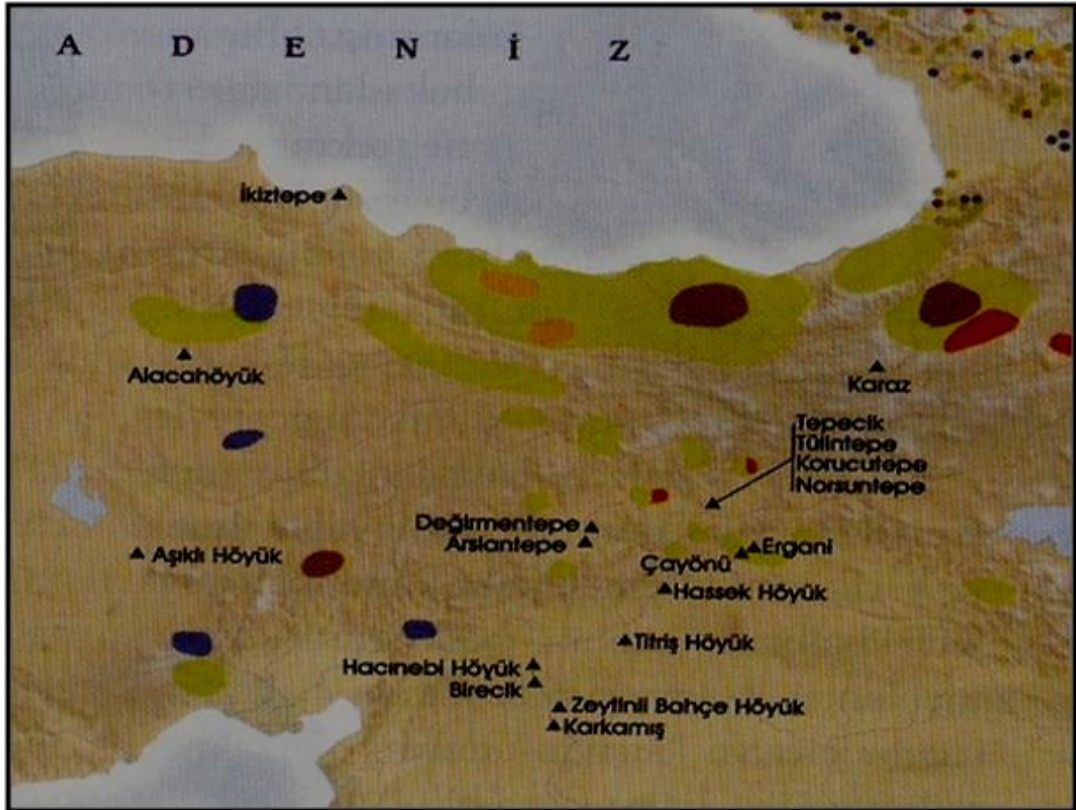 A D E N İ Z
İkiztepe
Alacahöyük
Karaz
Tepecik
Tülintepe
Korucutepe
Norsuntepe
Değirmentepe
Arslantepe
Aşıklı Höyük
Ergani
Çayönü
Hassek Höyük
Titriş Höyük
Hacınebi Höyük
Birecik
Zeytinli Bahçe Höyük
Karkamış